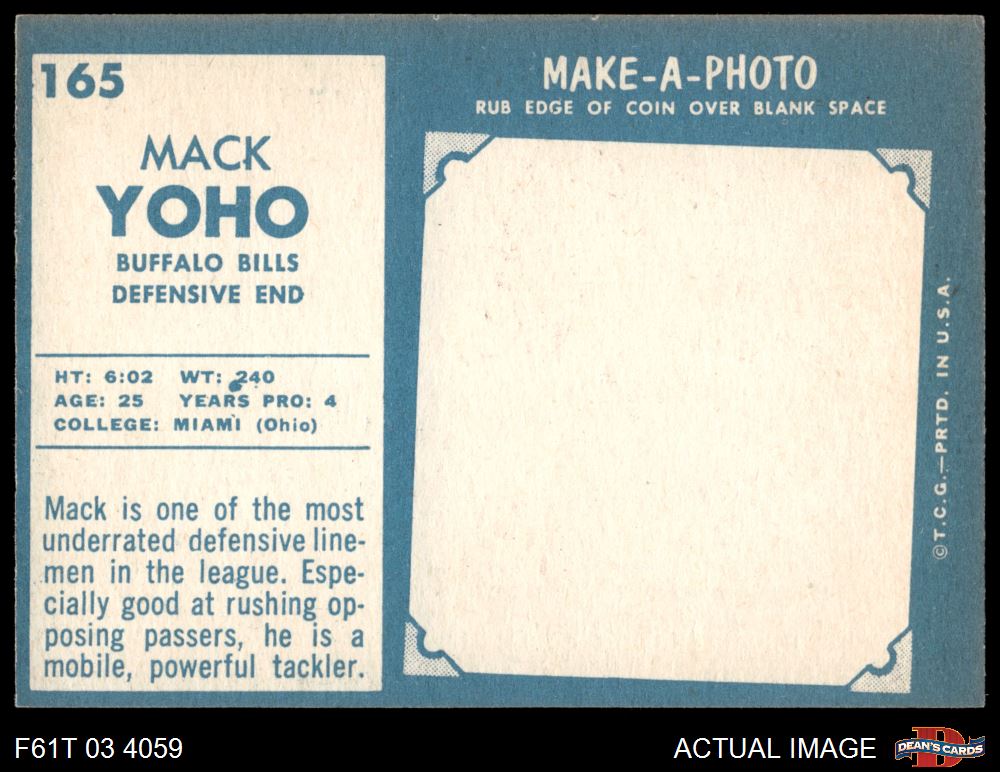 165
MACK
YOHO
BUFFALO BILLS
DEFENSIVE END
HT: 6:02 WT: 240
AGE: 25 YEARS PRO: 4
COLLEGE: MIAMI (Ohio)
Mack is one of the most
underrated defensive line-
men in the league. Espe-
cially good at rushing op-
posing passers, he is a
mobile, powerful tackler.
MAKE-A-PHOTO
RUB EDGE OF COIN OVER BLANK SPACE
©T.C.G.—PRTD. IN U.S.A.
F61T 03 4059
ACTUAL IMAGE
D
DEAN'S CARDS